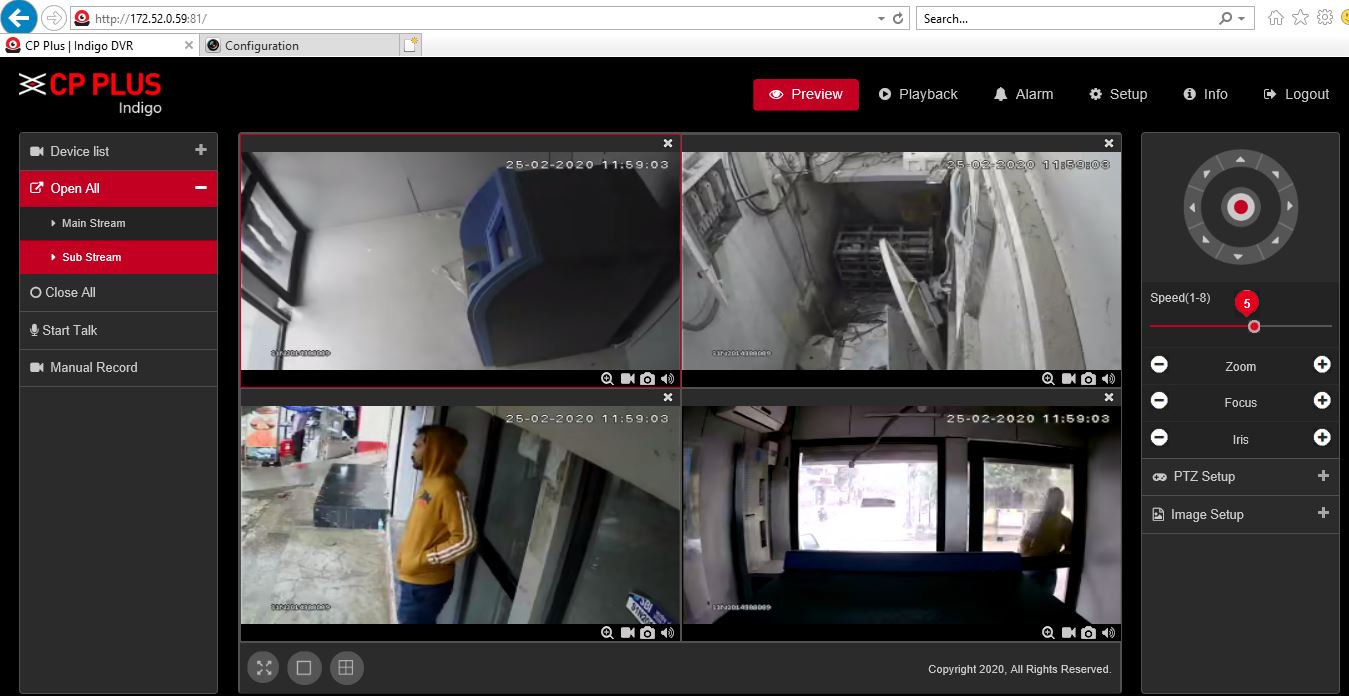 http://172.52.0.59:81/
Search...
CP Plus | Indigo DVR
Configuration
CP PLUS
Indigo
Preview
Playback
Alarm
Setup
Info
Logout
Device list
Open All
Main Stream
Sub Stream
Close All
Start Talk
Manual Record
25-02-2020 11:59:03
25-02-2020 11:59:03
25-02-2020 11:59:03
SBI
25-02-2020 11:59:03
Speed(1-8)
5
Zoom
Focus
Iris
PTZ Setup
Image Setup
Copyright 2020, All Rights Reserved.